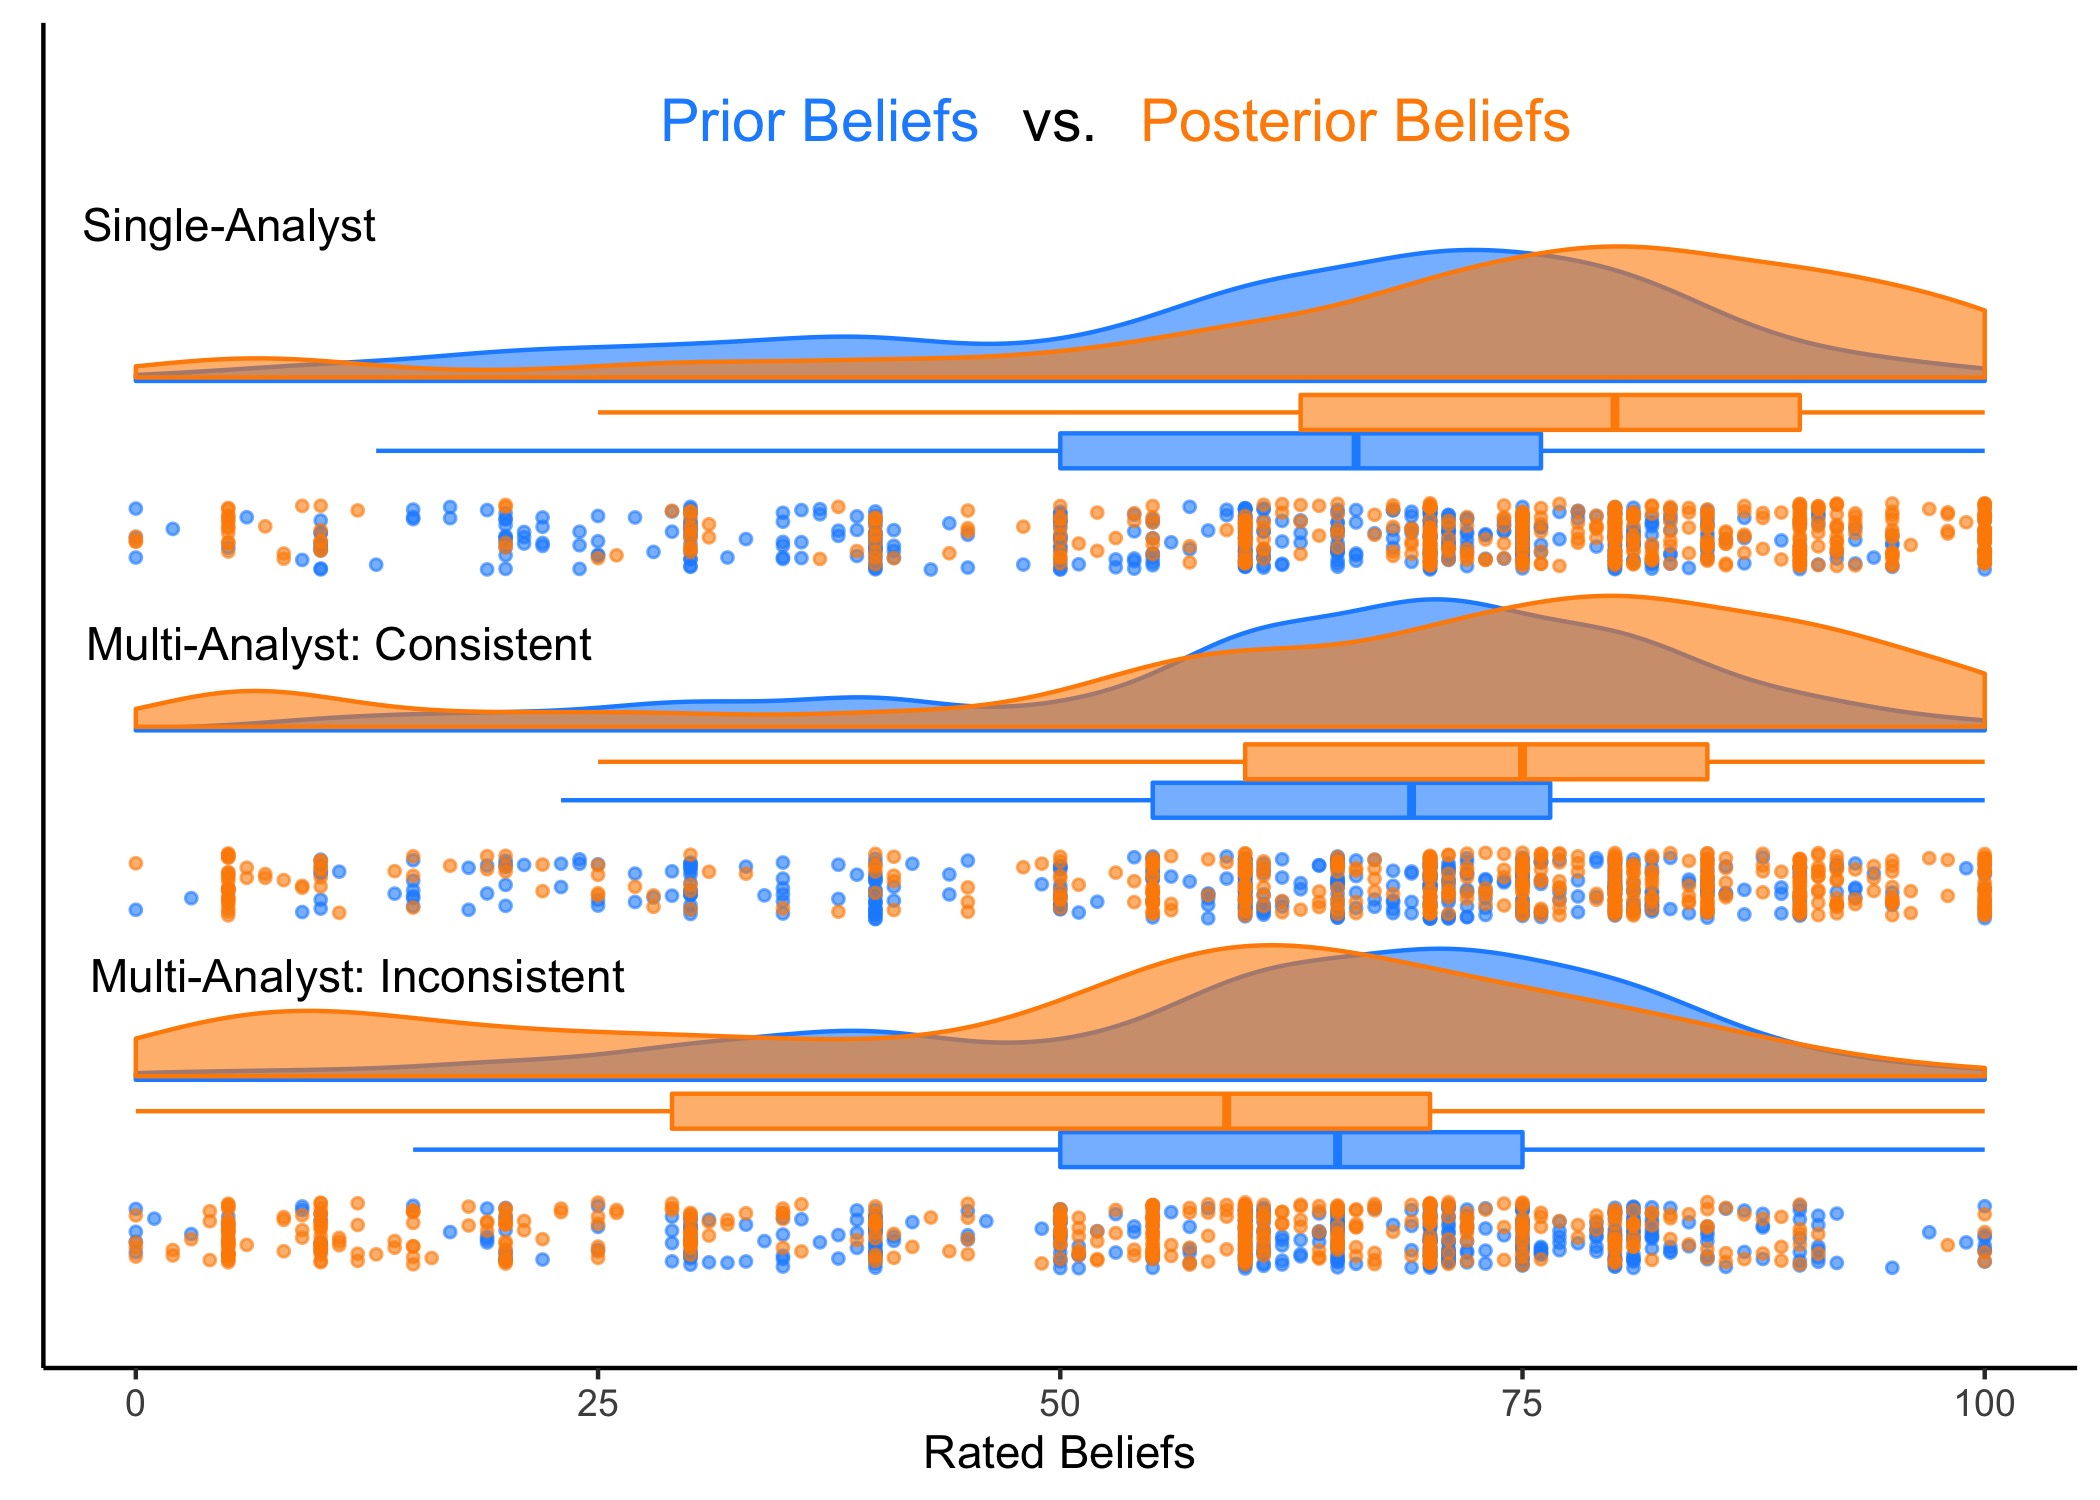 Prior Beliefs vs. Posterior Beliefs
Single-Analyst
Multi-Analyst: Consistent
Multi-Analyst: Inconsistent
0 25 50 75 100
Rated Beliefs